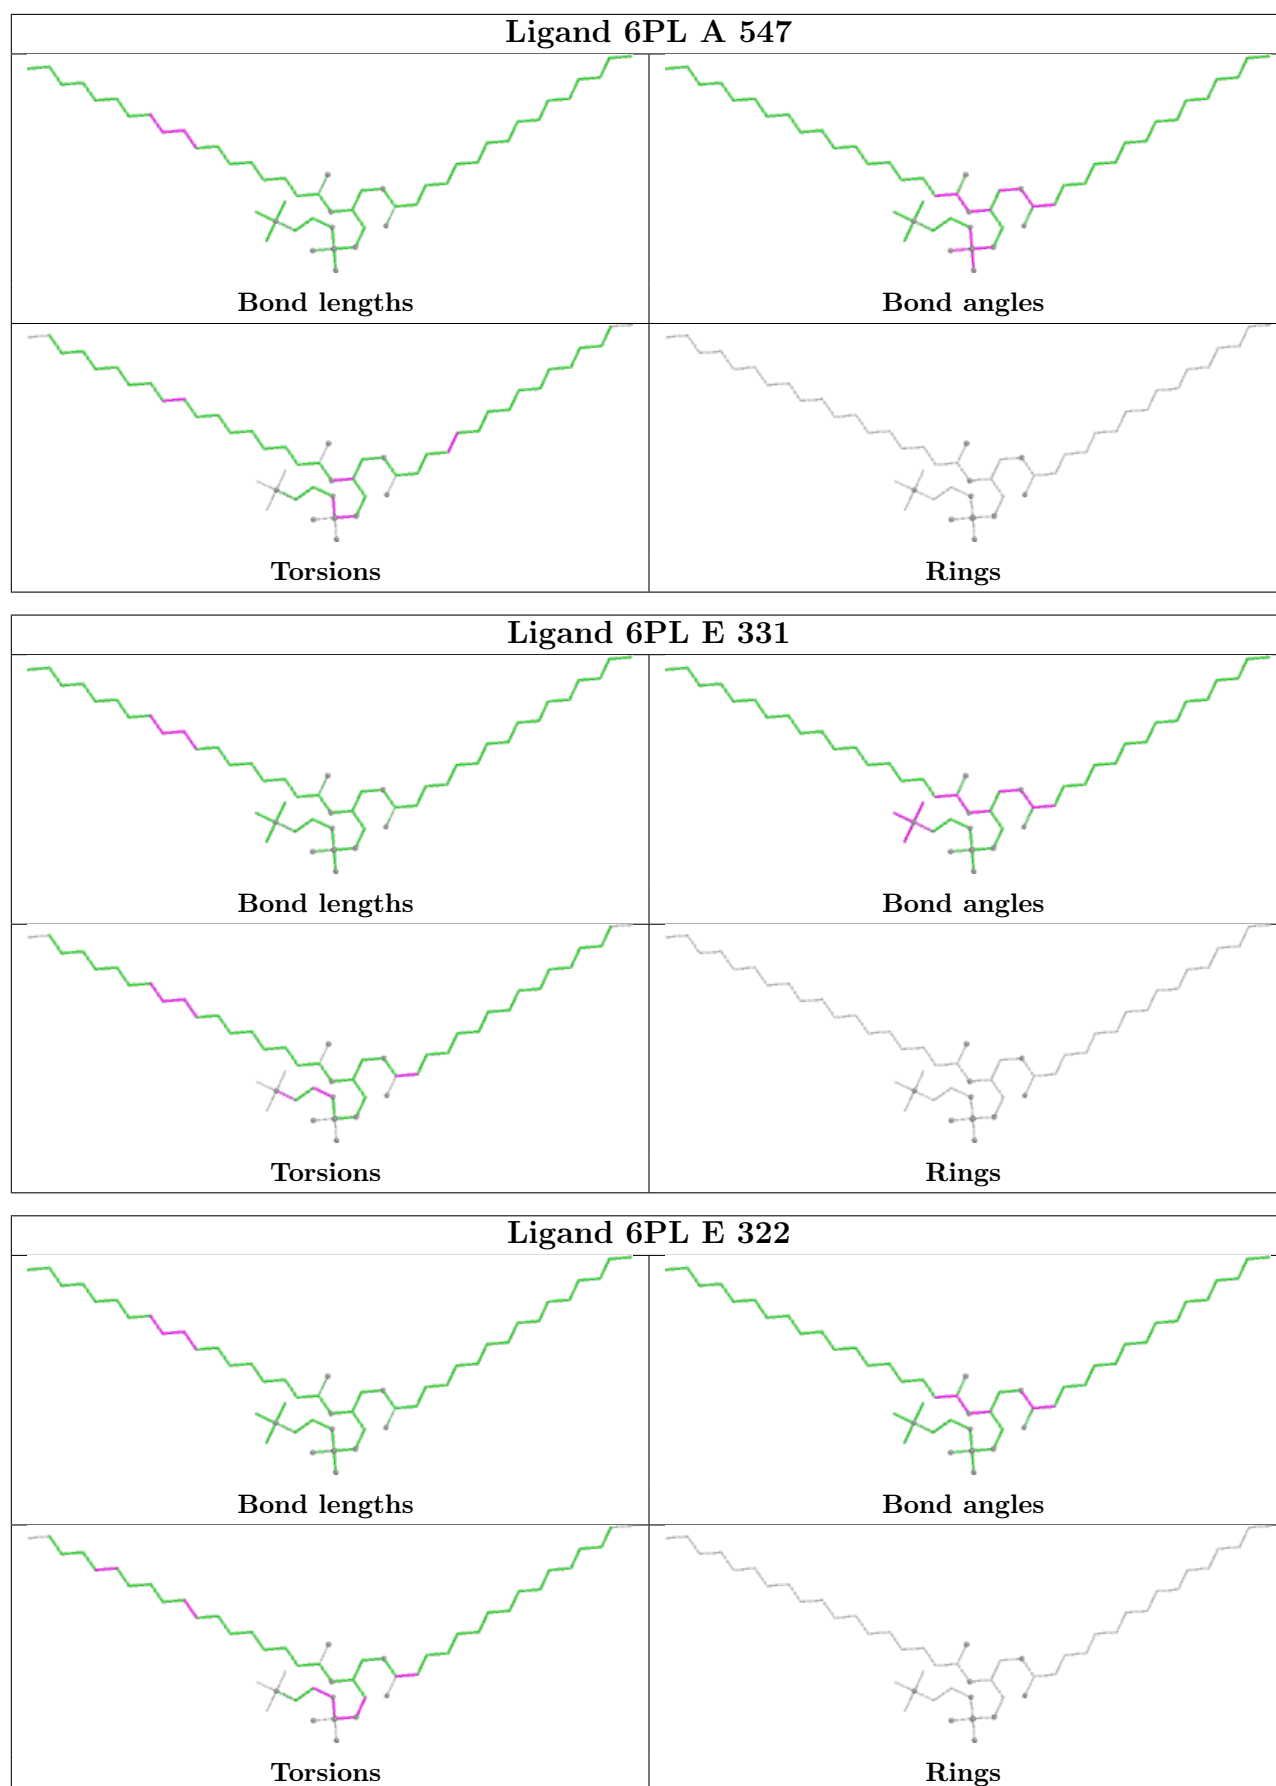 Ligand 6PL A 547
Bond lengths
Bond angles
Torsions
Rings
Ligand 6PL E 331
Bond lengths
Bond angles
Torsions
Rings
Ligand 6PL E 322
Bond lengths
Bond angles
Torsions
Rings